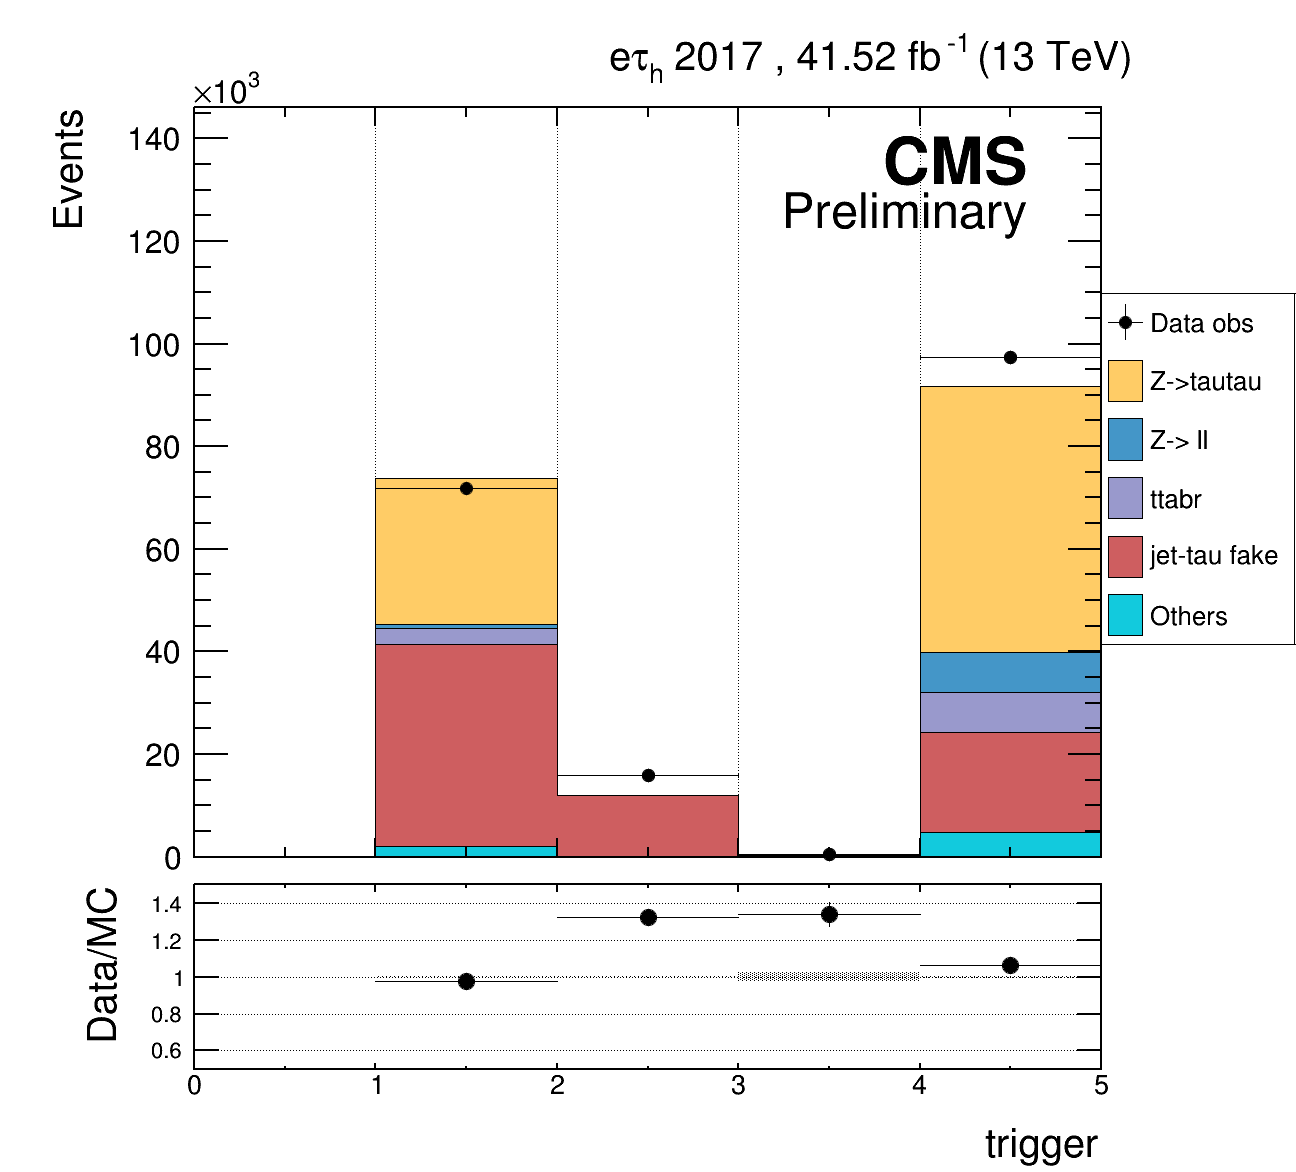 eτh 2017 , 41.52 fb-1 (13 TeV)
×103
Events
140
120
100
80
60
40
20
0
CMS
Preliminary
Data obs
Z->tautau
Z-> ll
ttabr
jet-tau fake
Others
Data/MC
1.4
1.2
1
0.8
0.6
0 1 2 3 4 5
trigger